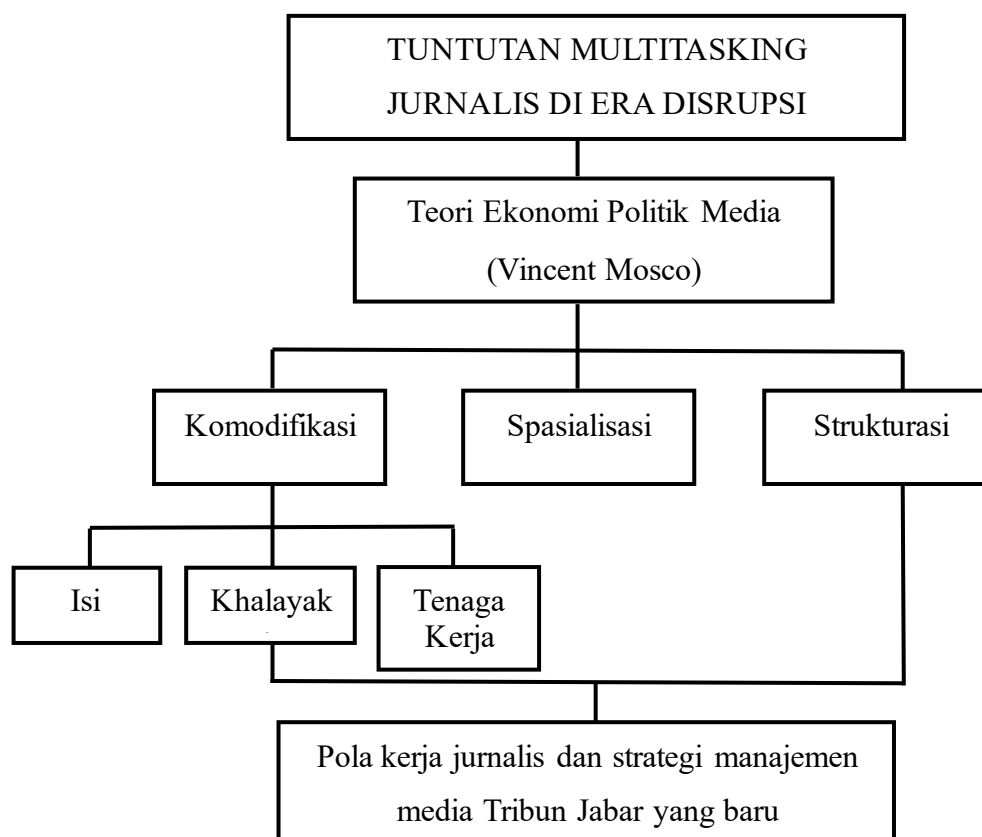 TUNTUTAN MULTITASKING
JURNALIS DI ERA DISRUPSI
Teori Ekonomi Politik Media
(Vincent Mosco)
Komodifikasi
Spasialisasi
Strukturasi
Isi
Khalayak
Tenaga
Kerja
Pola kerja jurnalis dan strategi manajemen
media Tribun Jabar yang baru